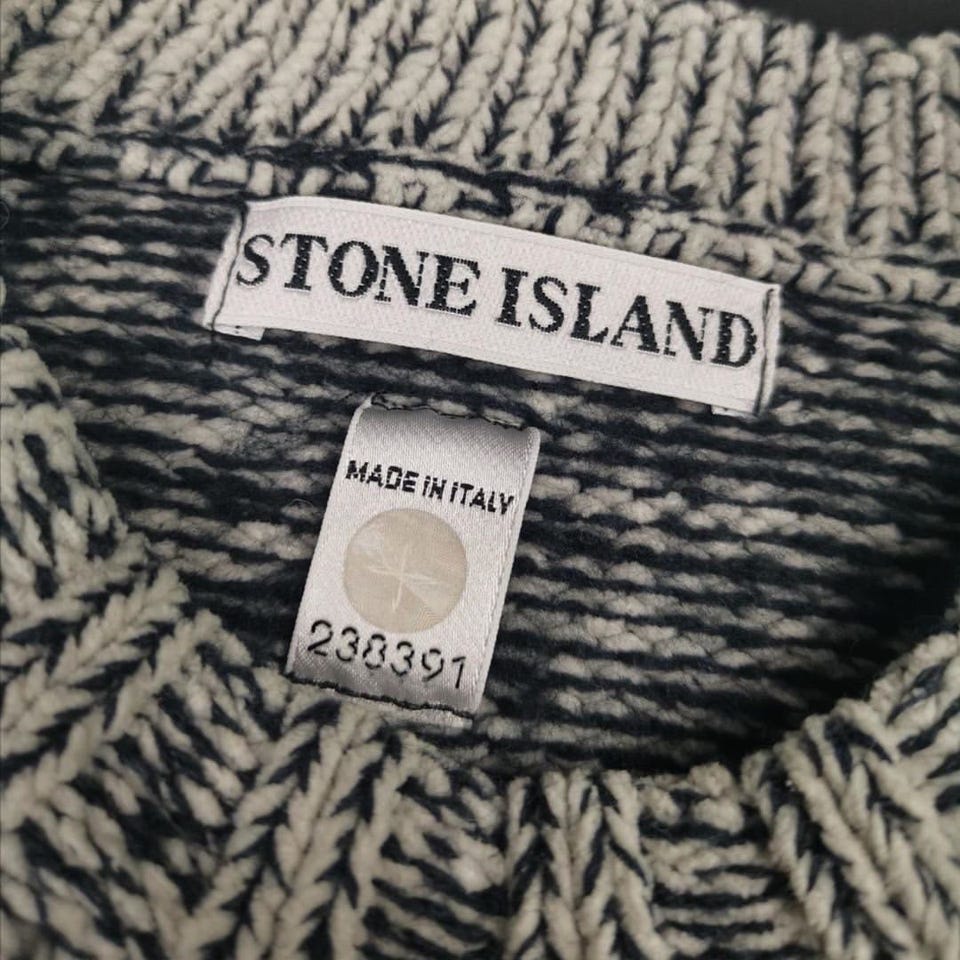 STONE ISLAND
MADE IN ITALY
238391